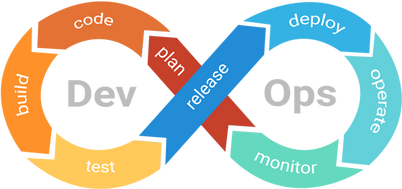 code
deploy
plan
build
Dev
release
Ops
operate
test
monitor